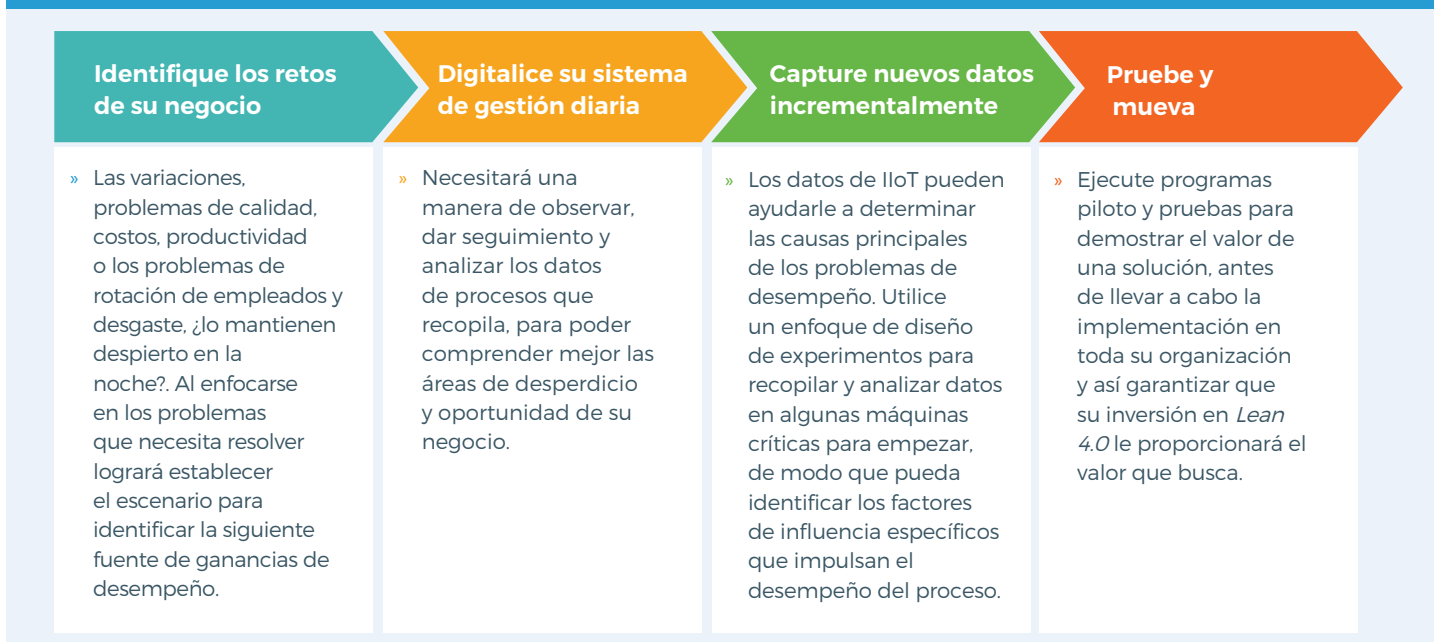 Identifique los retos
de su negocio
» Las variaciones,
problemas de calidad,
costos, productividad
o los problemas de
rotación de empleados y
desgaste, ¿lo mantienen
despierto en la
noche?. Al enfocarse
en los problemas
que necesita resolver
logrará establecer
el escenario para
identificar la siguiente
fuente de ganancias de
desempeño.
Digitalice su sistema
de gestión diaria
» Necesitará una
manera de observar,
dar seguimiento y
analizar los datos
de procesos que
recopila, para poder
comprender mejor las
áreas de desperdicio
y oportunidad de su
negocio.
Capture nuevos datos
incrementalmente
» Los datos de IIoT pueden
ayudarle a determinar
las causas principales
de los problemas de
desempeño. Utilice
un enfoque de diseño
de experimentos para
recopilar y analizar datos
en algunas máquinas
críticas para empezar,
de modo que pueda
identificar los factores
de influencia específicos
que impulsan el
desempeño del proceso.
Pruebe y
mueva
» Ejecute programas
piloto y pruebas para
demostrar el valor de
una solución, antes
de llevar a cabo la
implementación en
toda su organización
y así garantizar que
su inversión en Lean
4.0 le proporcionará el
valor que busca.